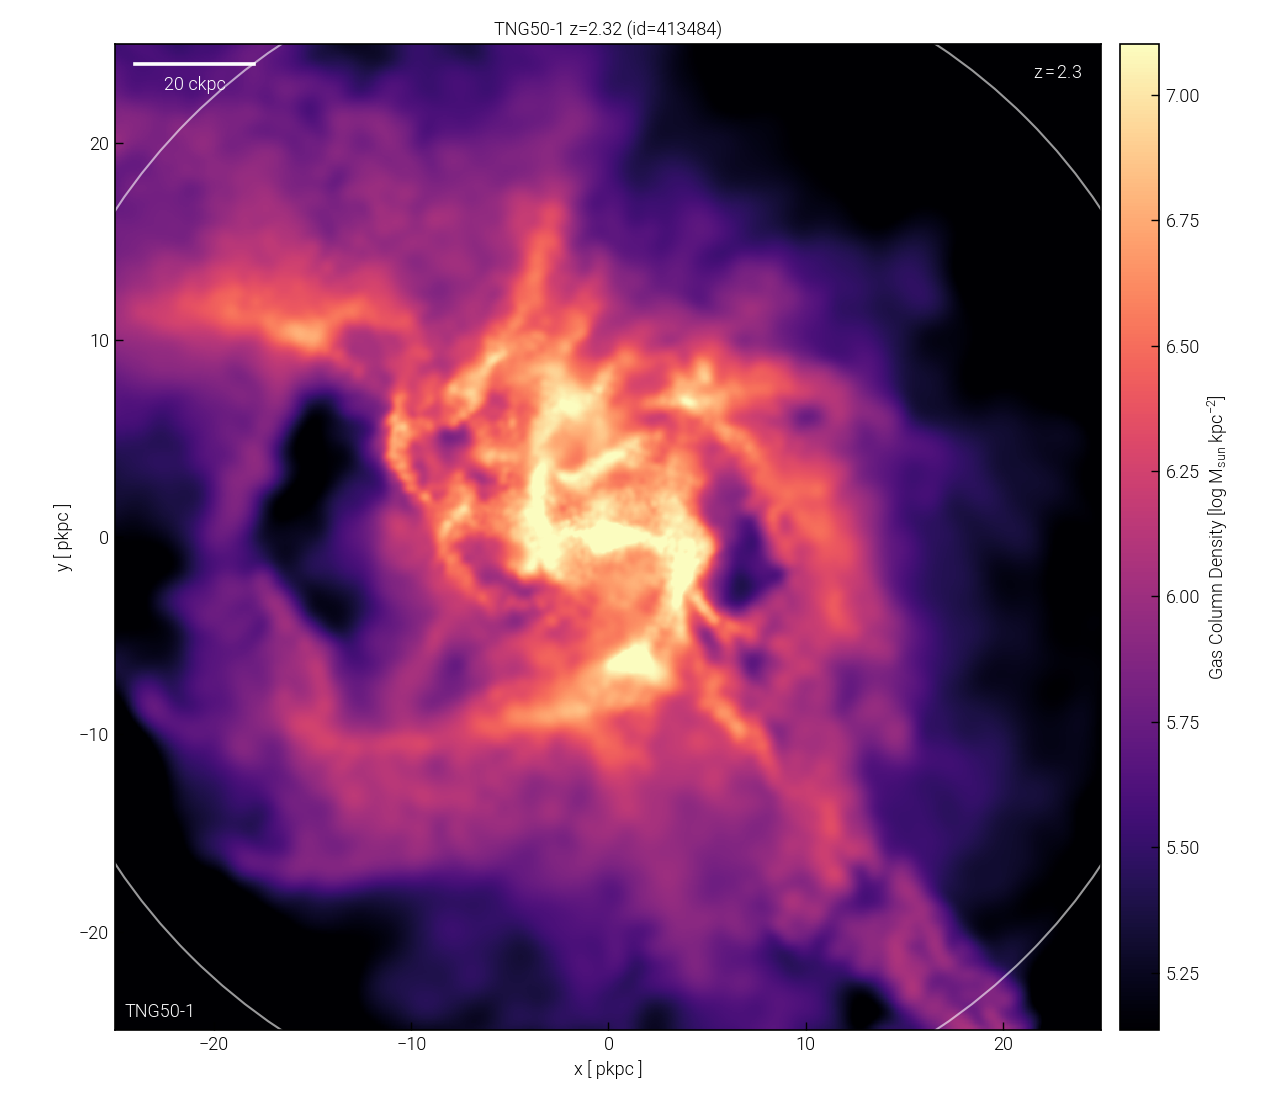 TNG50-1 z=2.32 (id=413484)
20 ckpc
z=2.3
TNG50-1
20
10
0
−10
−20
y [ pkpc ]
−20
−10
0
10
20
x [ pkpc ]
7.00
6.75
6.50
6.25
6.00
5.75
5.50
5.25
Gas Column Density [log M_sun kpc^−2]